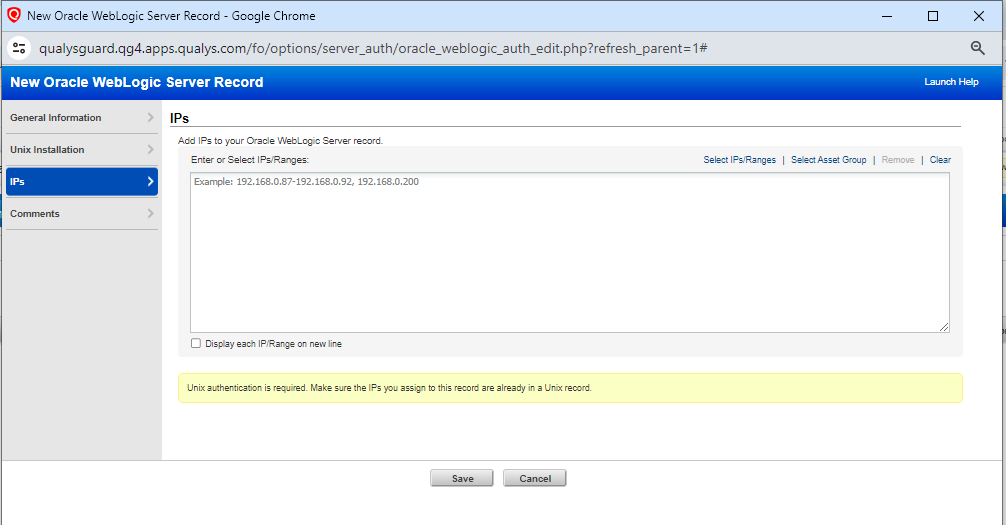 New Oracle WebLogic Server Record - Google Chrome
qualysguard.qg4.apps.qualys.com/fo/options/server_auth/oracle_weblogic_auth_edit.php?refresh_parent=1#
New Oracle WebLogic Server Record
Launch Help
General Information
Unix Installation
IPs
Comments
IPs
Add IPs to your Oracle WebLogic Server record.
Enter or Select IPs/Ranges:
Select IPs/Ranges | Select Asset Group | Remove | Clear
Example: 192.168.0.87-192.168.0.92, 192.168.0.200
Display each IP/Range on new line
Unix authentication is required. Make sure the IPs you assign to this record are already in a Unix record.
Save
Cancel